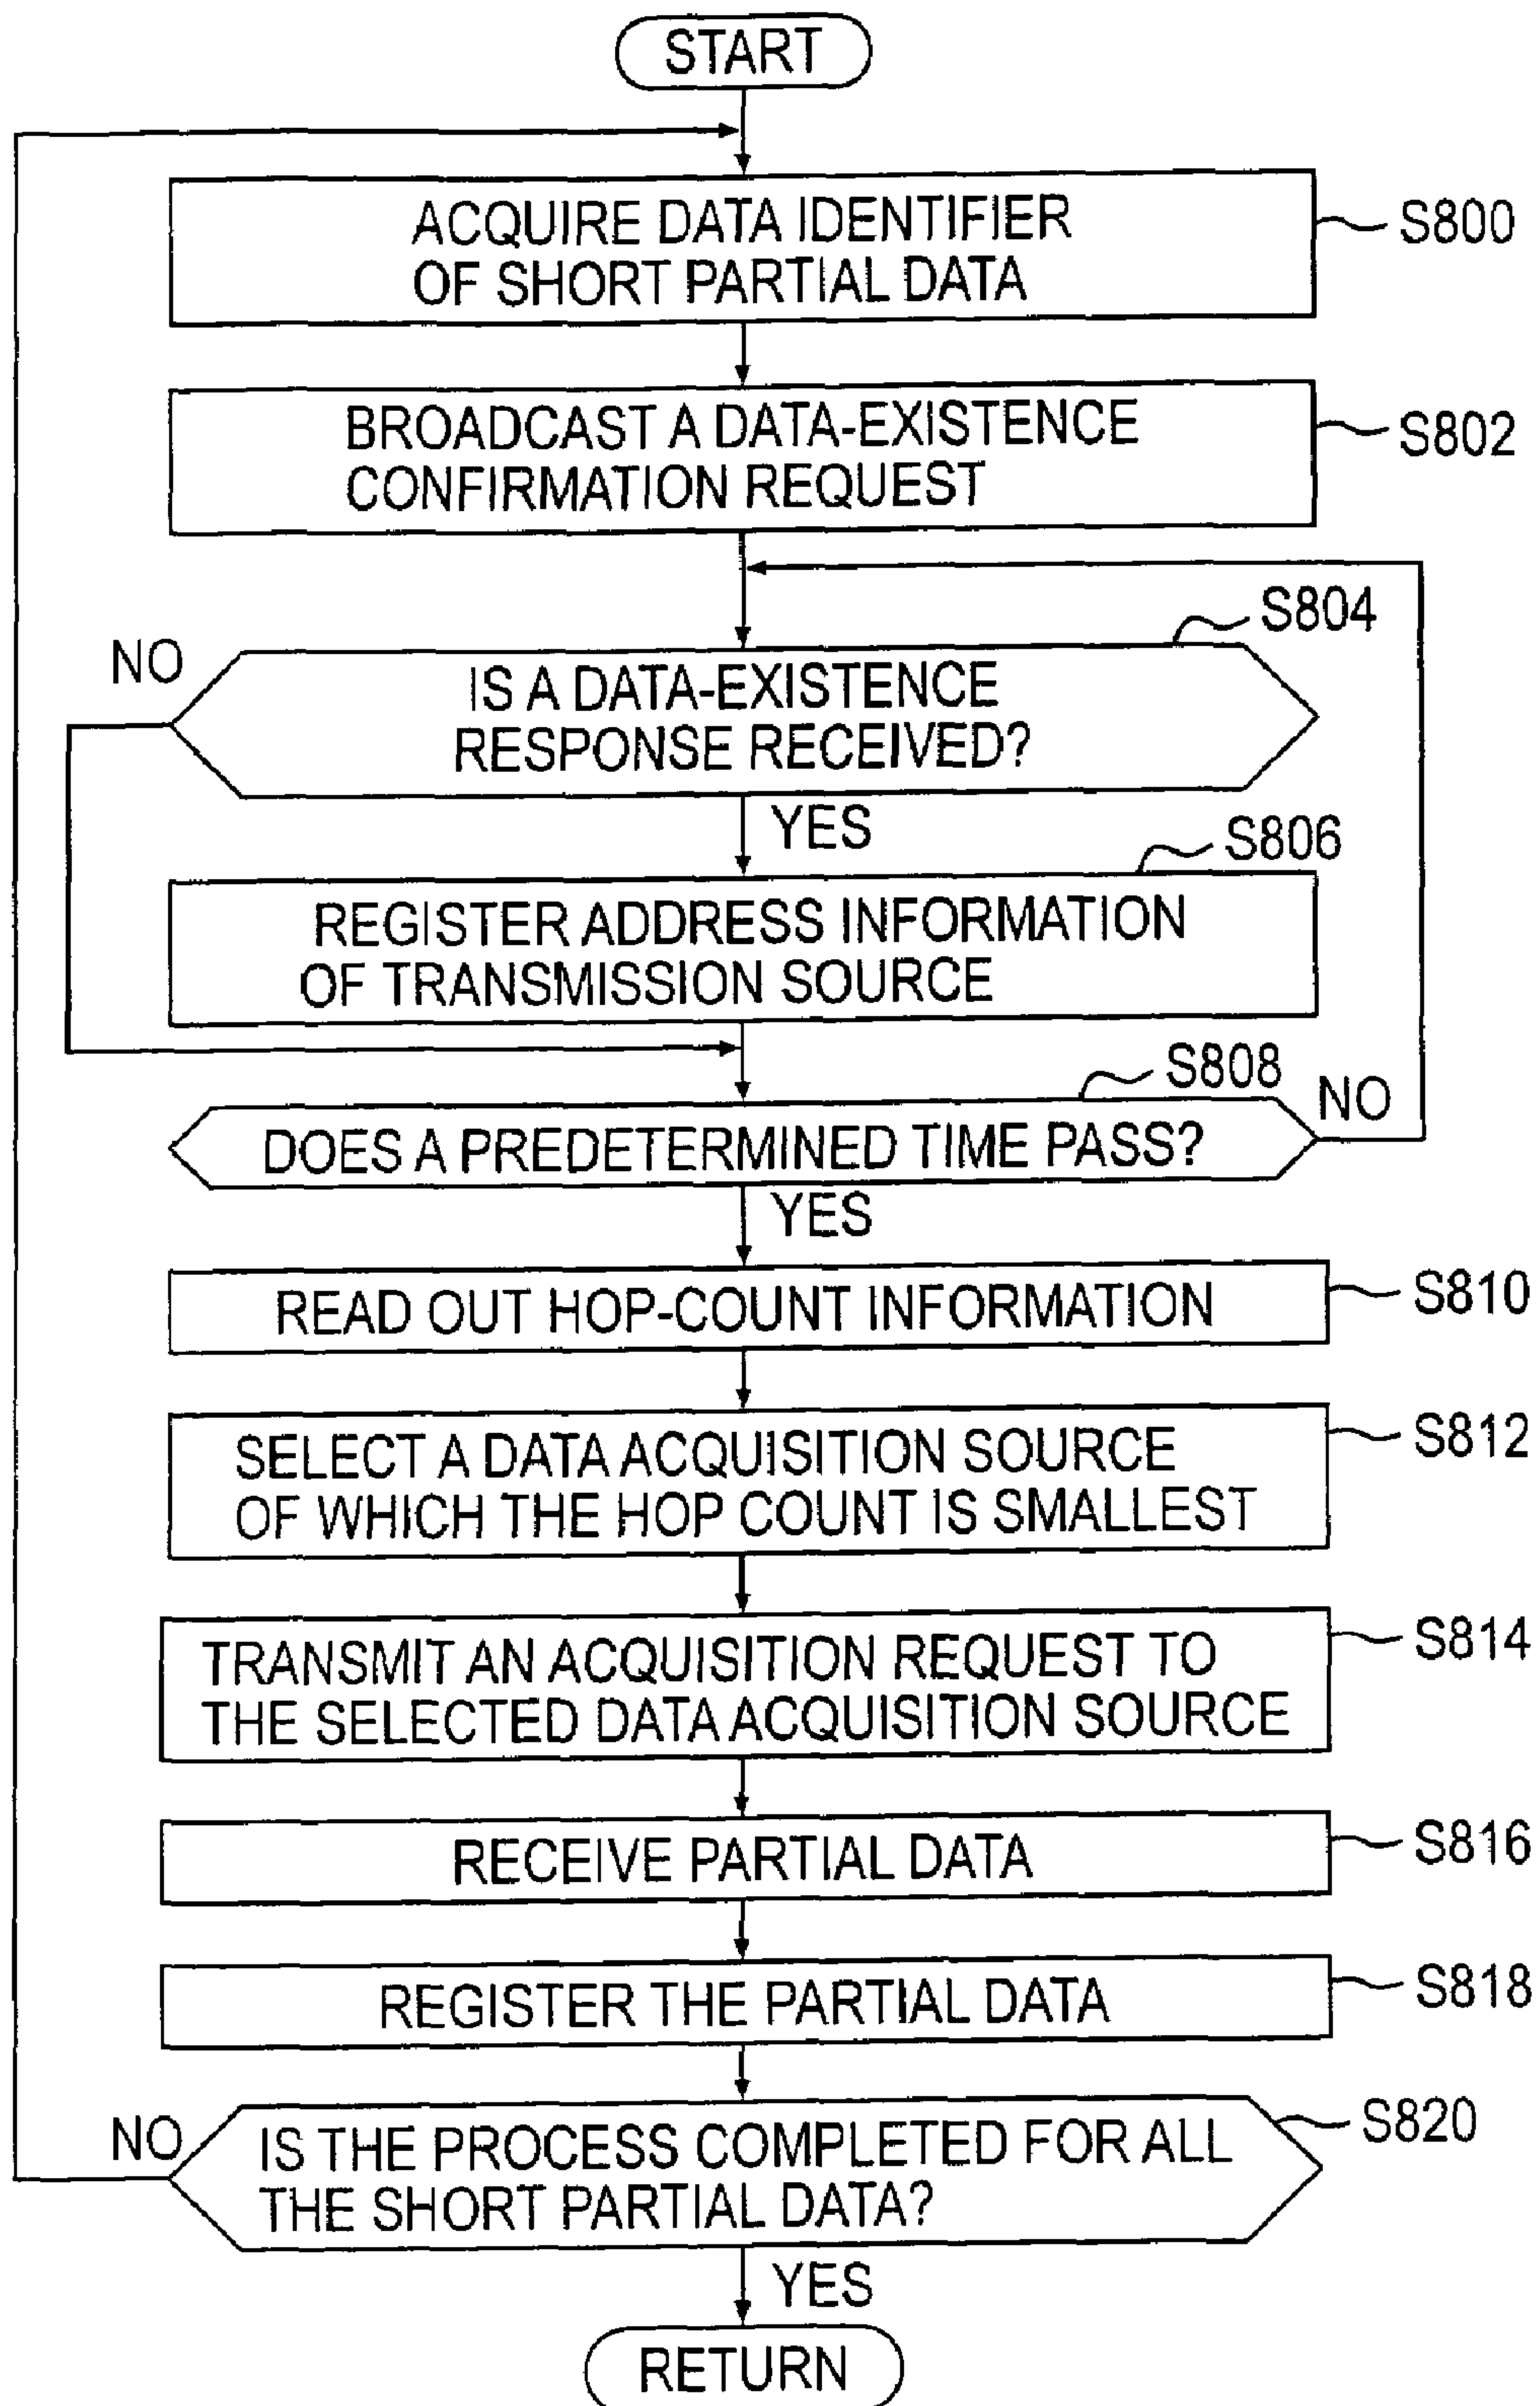 START
ACQUIRE DATA IDENTIFIER
OF SHORT PARTIAL DATA
S800
BROADCAST A DATA-EXISTENCE
CONFIRMATION REQUEST
S802
S804
NO
IS A DATA-EXISTENCE
RESPONSE RECEIVED?
YES
S806
REGISTER ADDRESS INFORMATION
OF TRANSMISSION SOURCE
S808
NO
DOES A PREDETERMINED TIME PASS?
YES
READ OUT HOP-COUNT INFORMATION
S810
SELECT A DATA ACQUISITION SOURCE
OF WHICH THE HOP COUNT IS SMALLEST
S812
TRANSMIT AN ACQUISITION REQUEST TO
THE SELECTED DATA ACQUISITION SOURCE
S814
RECEIVE PARTIAL DATA
S816
REGISTER THE PARTIAL DATA
S818
NO
IS THE PROCESS COMPLETED FOR ALL
THE SHORT PARTIAL DATA?
S820
YES
RETURN